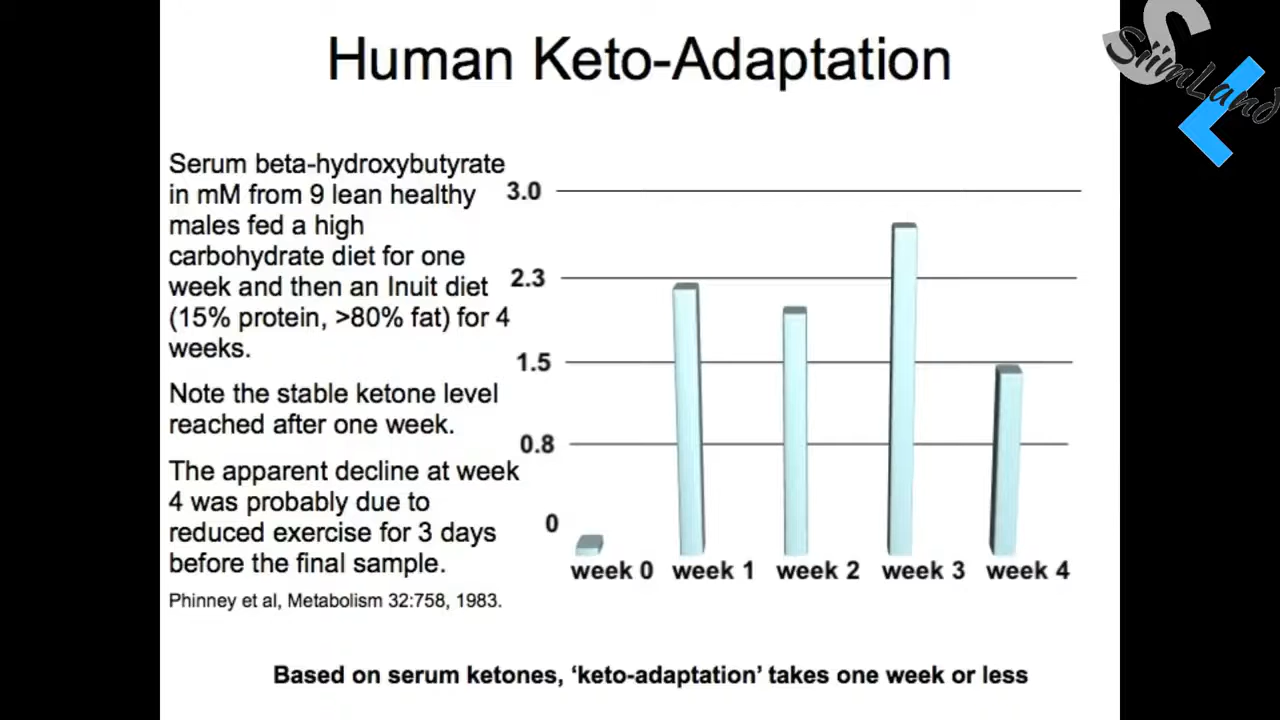 Human Keto-Adaptation
SiimLand
SL
Serum beta-hydroxybutyrate
in mM from 9 lean healthy
males fed a high
carbohydrate diet for one
week and then an Inuit diet
(15% protein, >80% fat) for 4
weeks.
Note the stable ketone level
reached after one week.
The apparent decline at week
4 was probably due to
reduced exercise for 3 days
before the final sample.
Phinney et al, Metabolism 32:758, 1983.
3.0
2.3
1.5
0.8
0
week 0 week 1 week 2 week 3 week 4
Based on serum ketones, ‘keto-adaptation’ takes one week or less